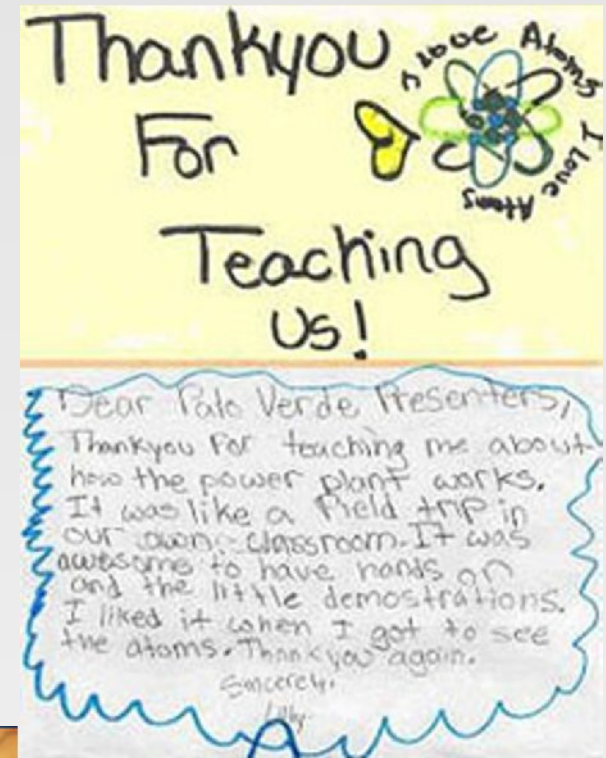 Thankyou
For
Teaching
Us!
I Love Atoms I Love Atoms
Dear Palo Verde Presenters,
Thankyou For teaching me about
how the power plant works.
It was like a field trip in
our own classroom. It was
awesome to have hands on
and the little demostrations.
I liked it when I got to see
the atoms. Thankyou again.
Sincerely,